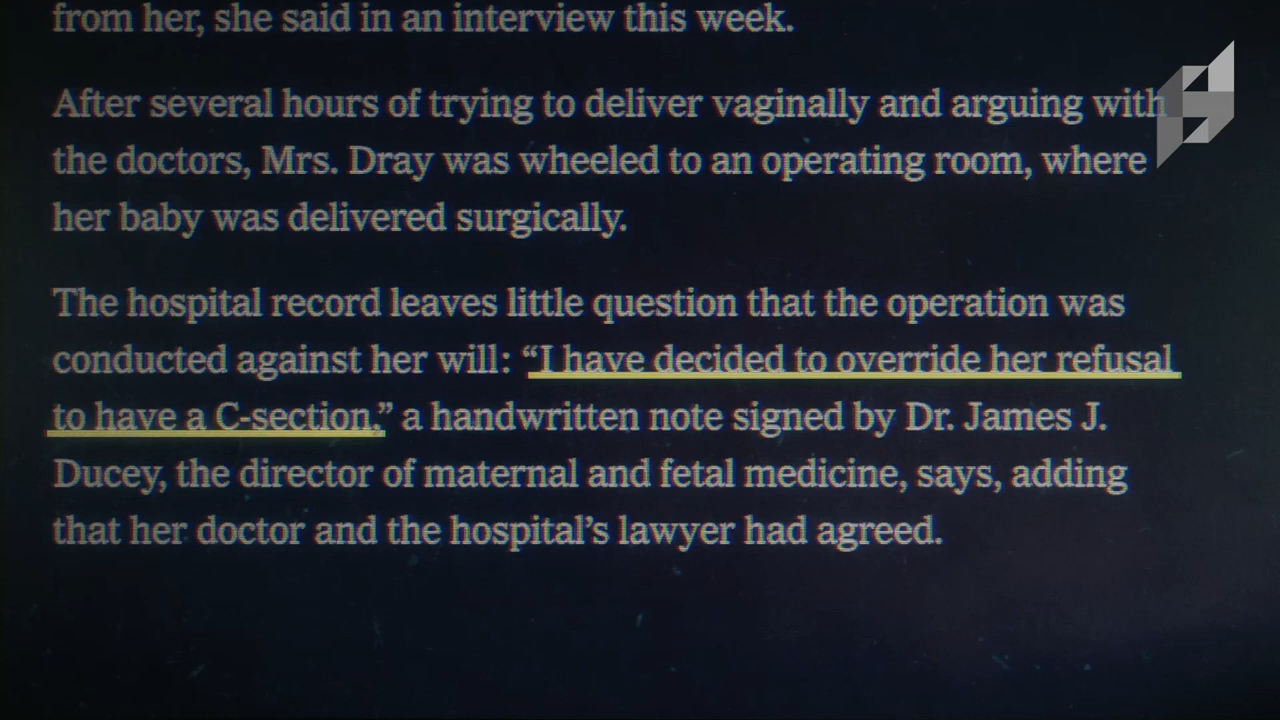 from her, she said in an interview this week.
After several hours of trying to deliver vaginally and arguing with
the doctors, Mrs. Dray was wheeled to an operating room, where
her baby was delivered surgically.
The hospital record leaves little question that the operation was
conducted against her will: “I have decided to override her refusal
to have a C-section,” a handwritten note signed by Dr. James J.
Ducey, the director of maternal and fetal medicine, says, adding
that her doctor and the hospital’s lawyer had agreed.